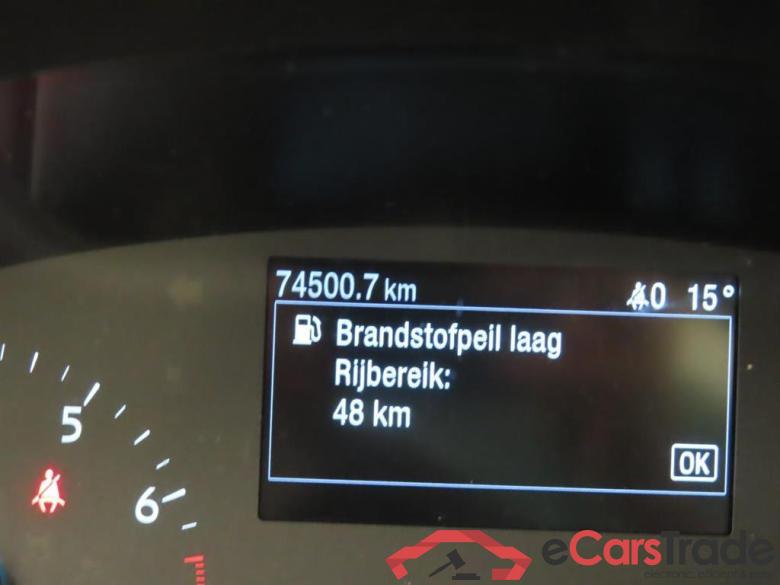 74500.7 km 0 15°
Brandstofpeil laag
Rijbereik:
48 km
OK
5
6
eCarsTrade